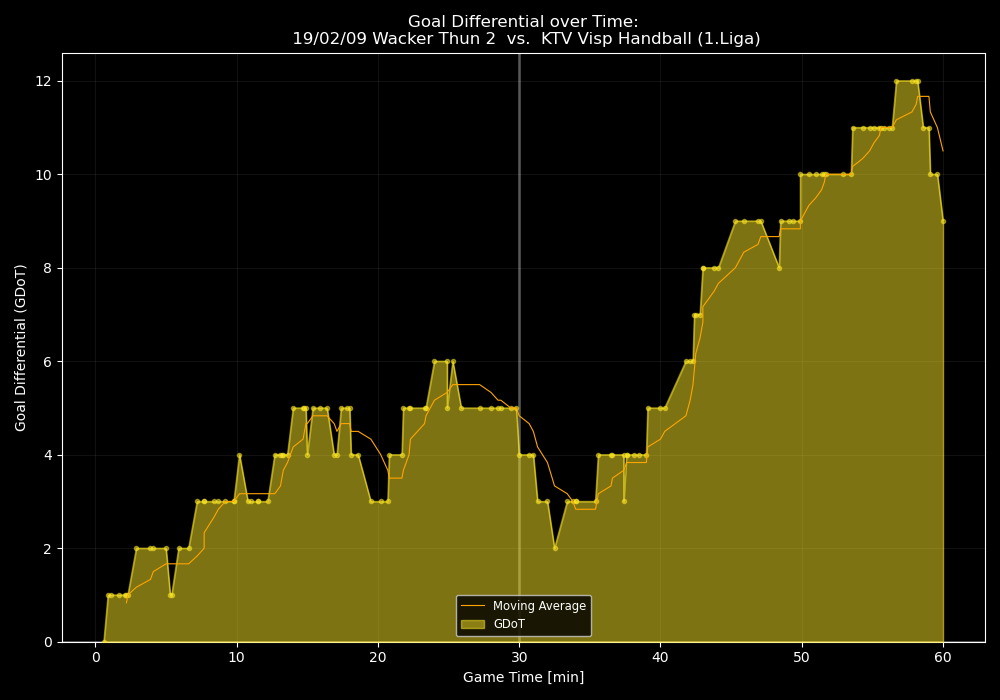 Goal Differential over Time:
19/02/09 Wacker Thun 2  vs.  KTV Visp Handball (1.Liga)
Goal Differential (GDoT)
12
10
8
6
4
2
0
0 10 20 30 40 50 60
Game Time [min]
Moving Average
GDoT